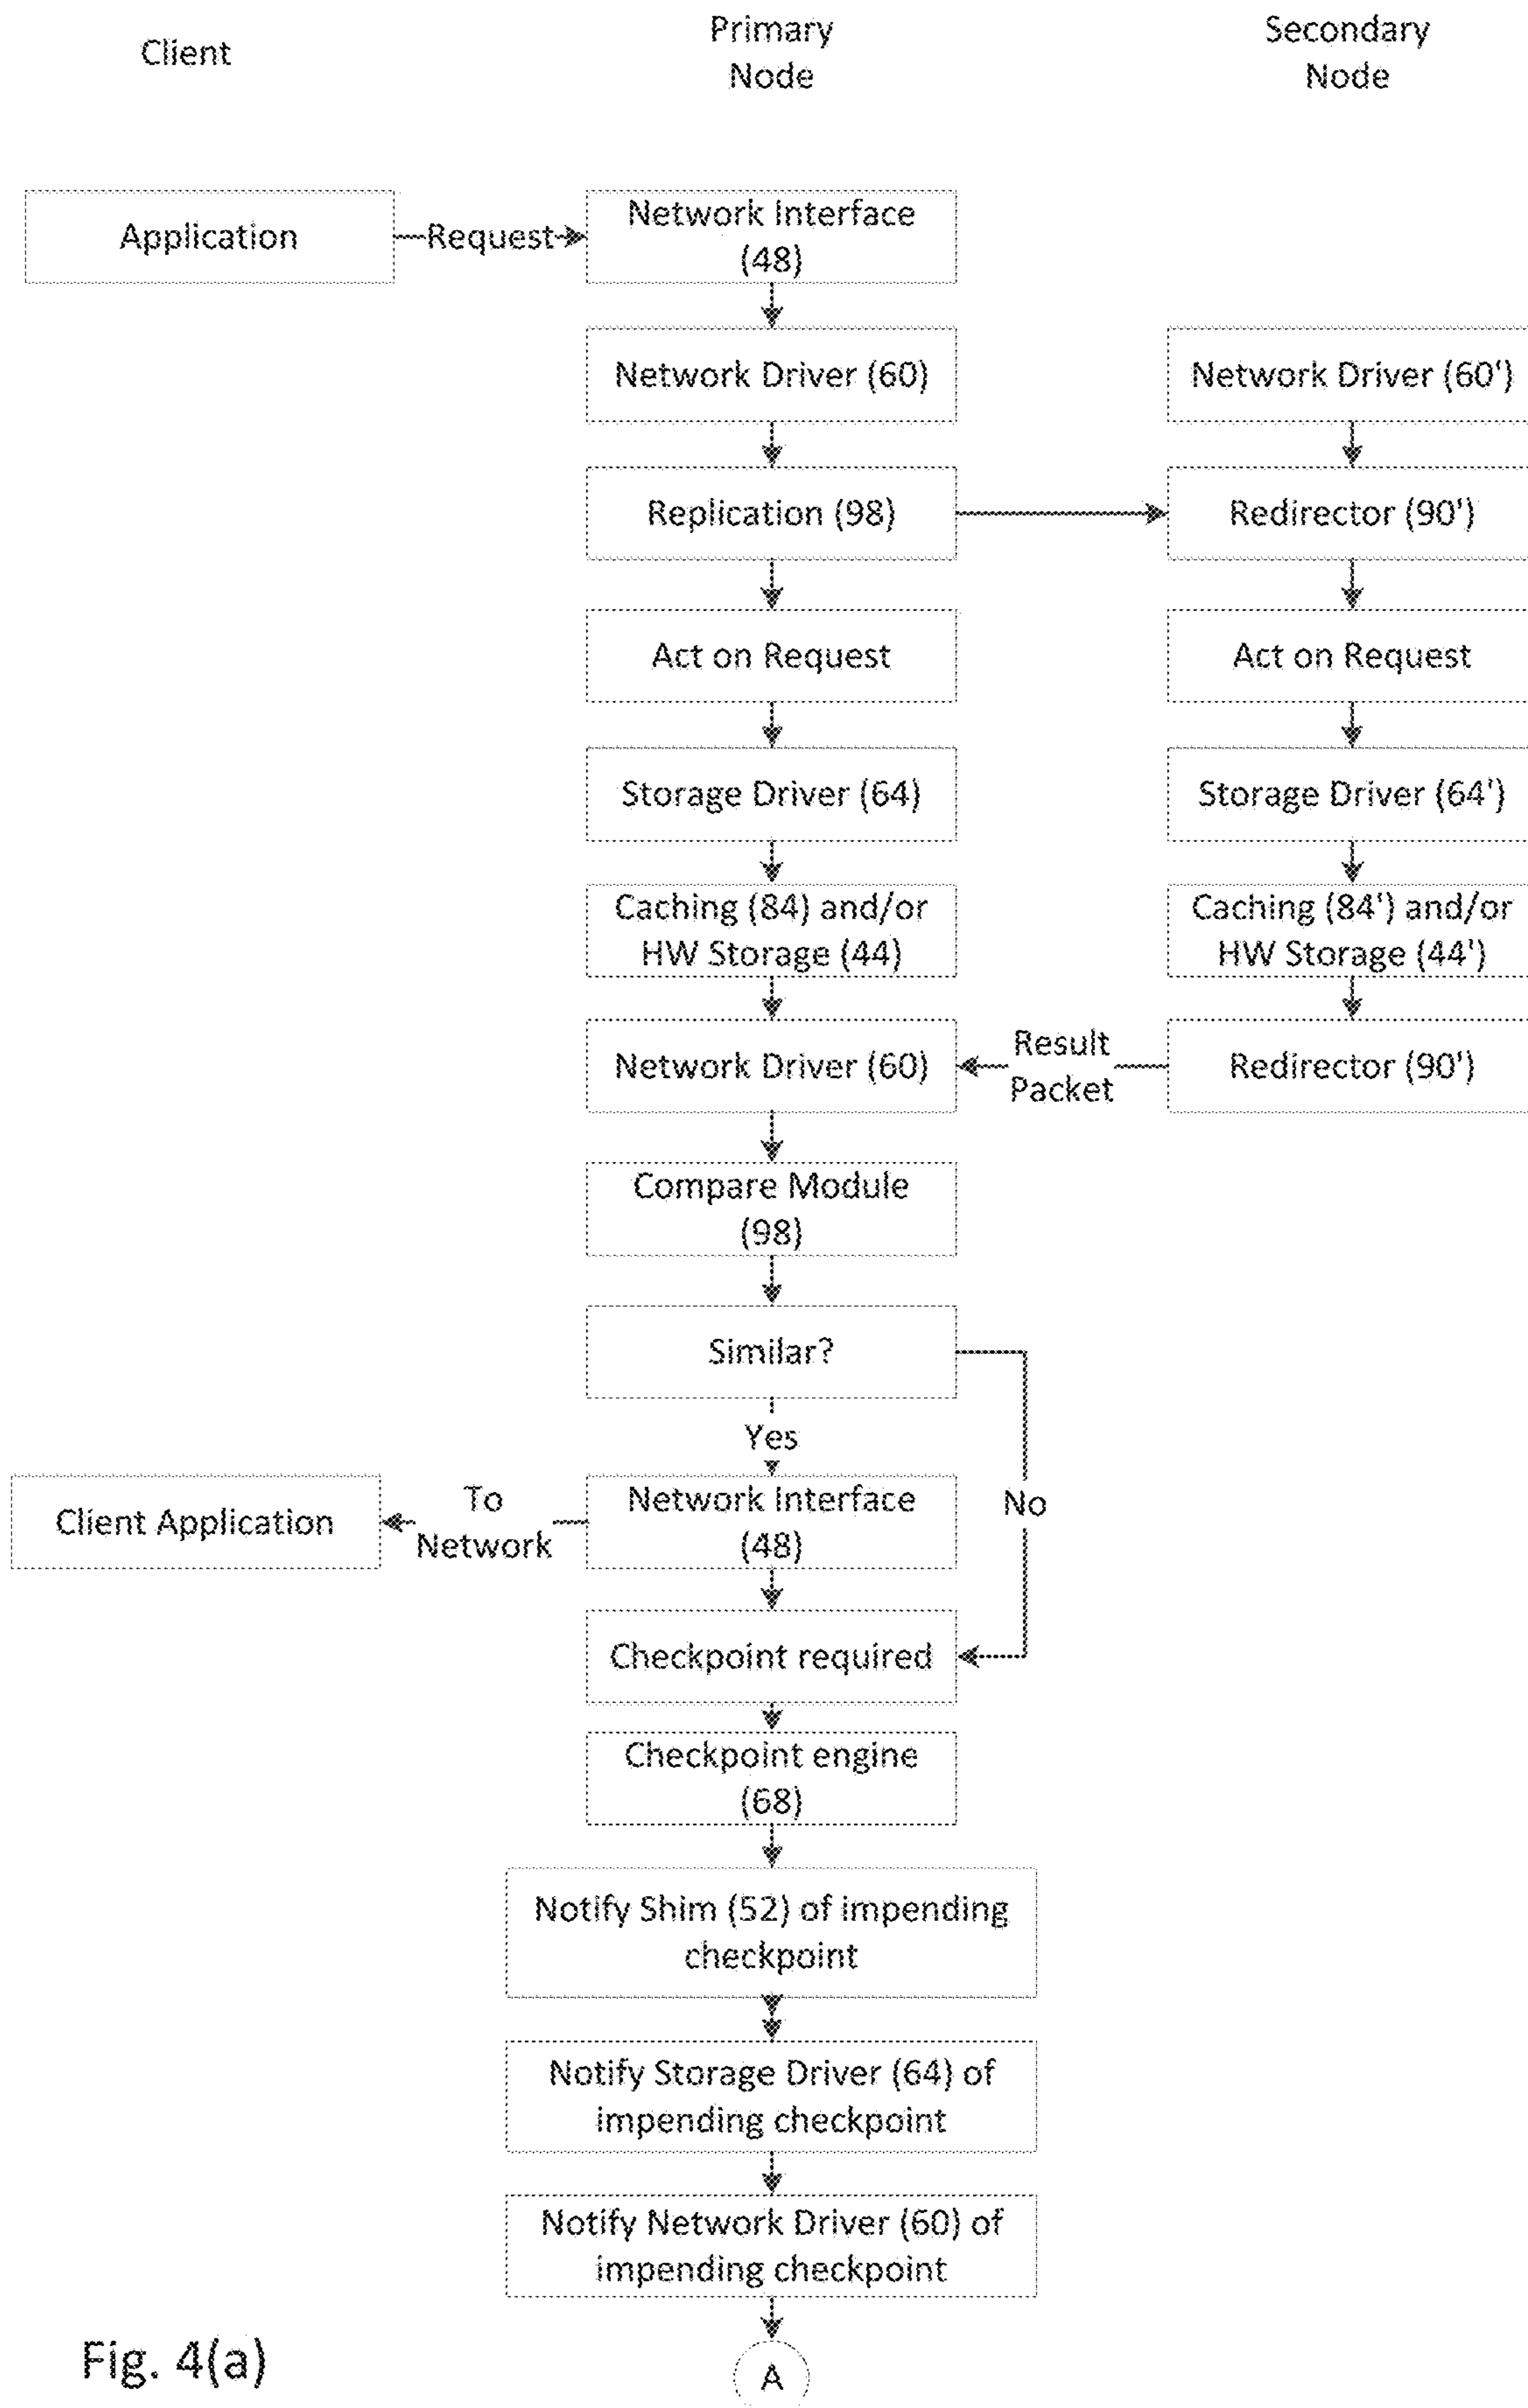 Client
Primary
Node
Secondary
Node
Application
Request
Network Interface
(48)
Network Driver (60)
Network Driver (60')
Replication (98)
Redirector (90')
Act on Request
Act on Request
Storage Driver (64)
Storage Driver (64')
Caching (84) and/or
HW Storage (44)
Caching (84') and/or
HW Storage (44')
Network Driver (60)
Result
Packet
Redirector (90')
Compare Module
(98)
Similar?
Yes
No
Client Application
To
Network
Network Interface
(48)
Checkpoint required
Checkpoint engine
(68)
Notify Shim (52) of impending
checkpoint
Notify Storage Driver (64) of
impending checkpoint
Notify Network Driver (60) of
impending checkpoint
Fig. 4(a)
A